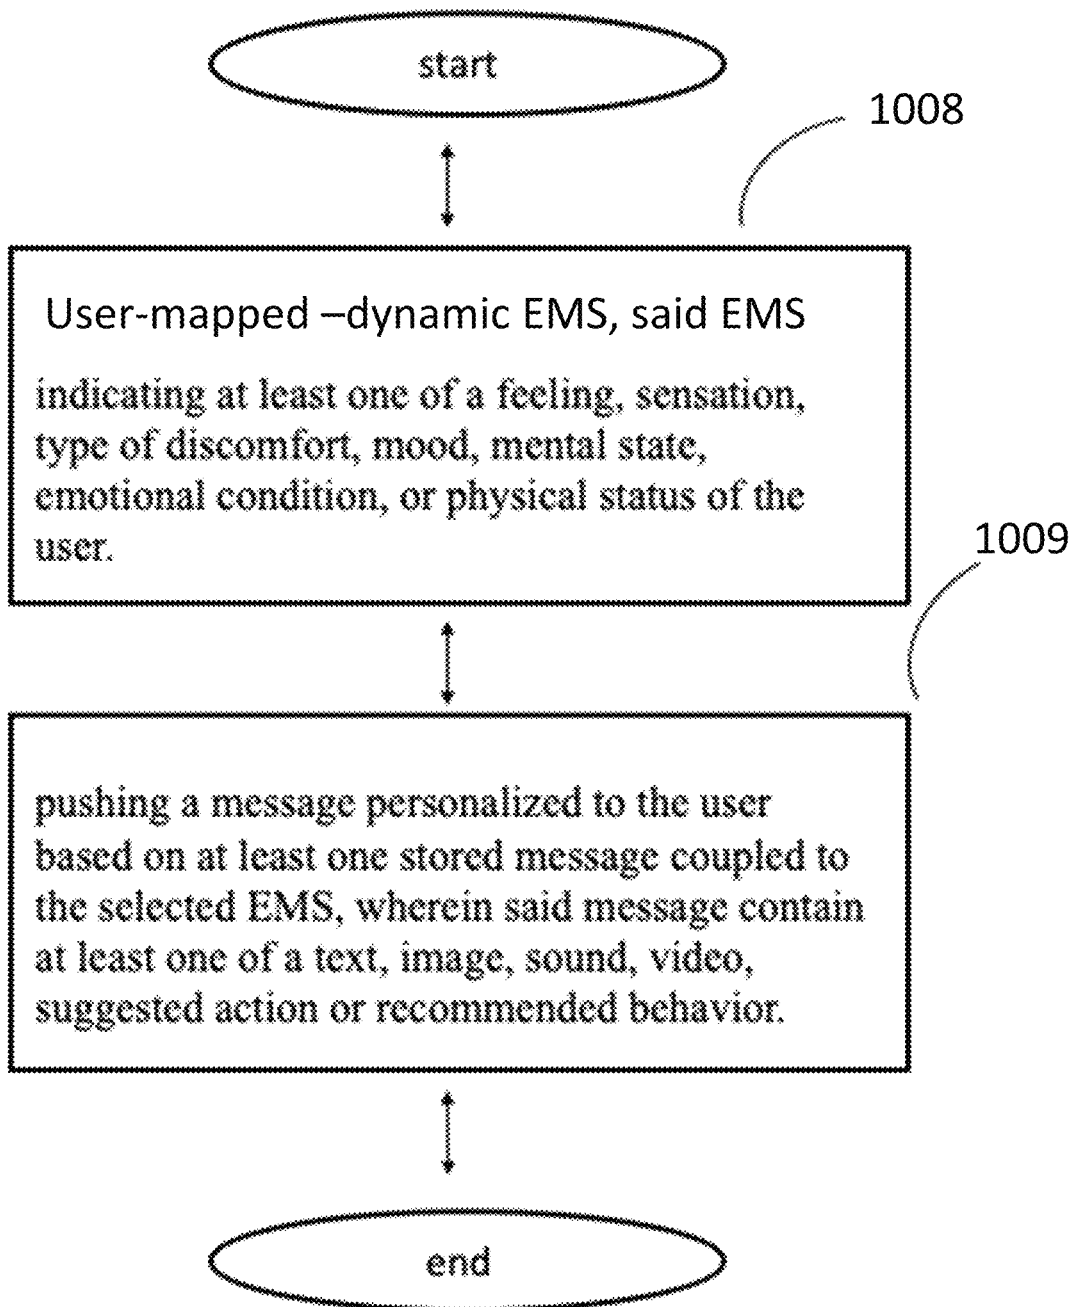 start
1008
User-mapped –dynamic EMS, said EMS
indicating at least one of a feeling, sensation,
type of discomfort, mood, mental state,
emotional condition, or physical status of the
user.
1009
pushing a message personalized to the user
based on at least one stored message coupled to
the selected EMS, wherein said message contain
at least one of a text, image, sound, video,
suggested action or recommended behavior.
end